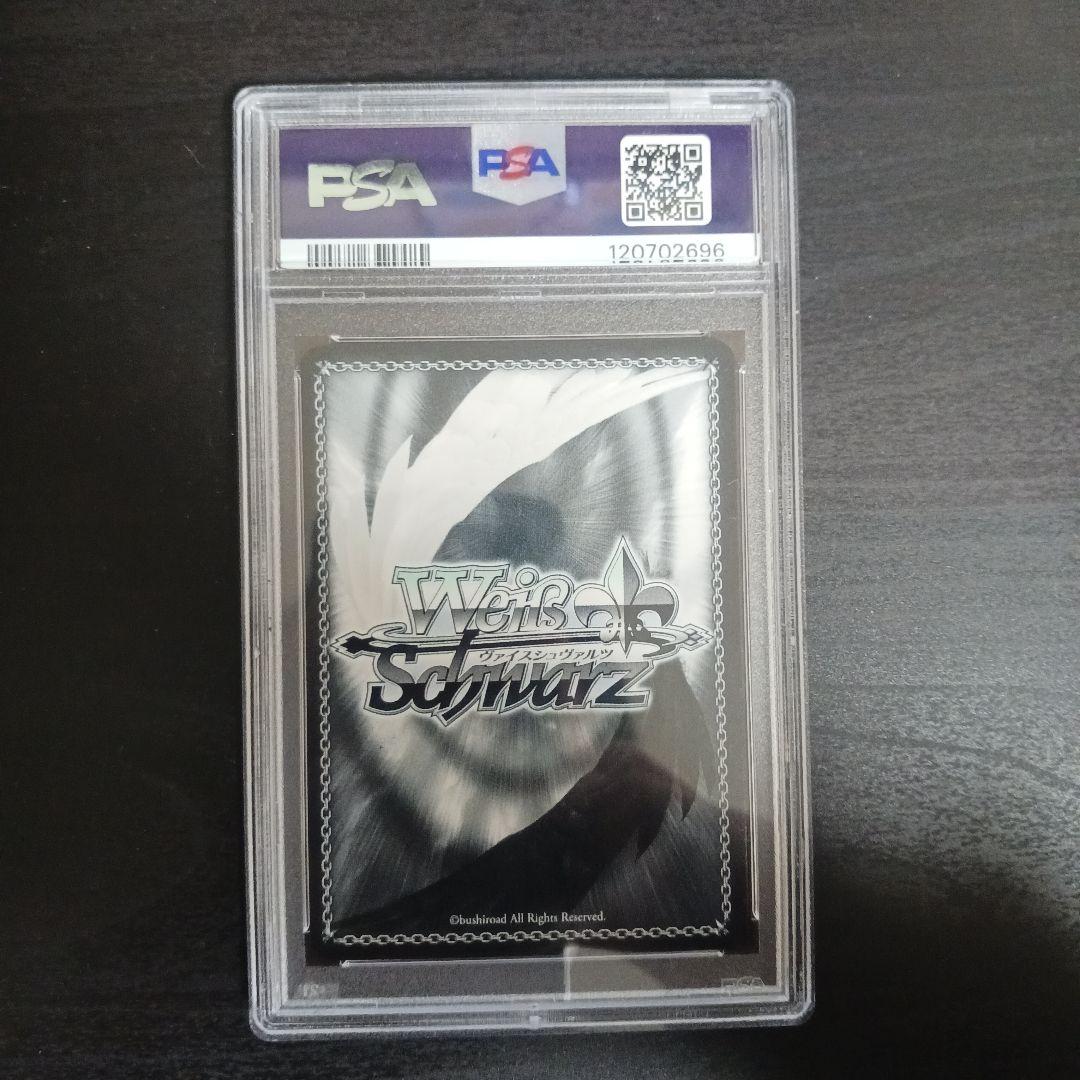 PSA
PSA
120702696
Weiß
ヴァイスシュヴァルツ
Schwarz
©bushiroad All Rights Reserved.
PSA